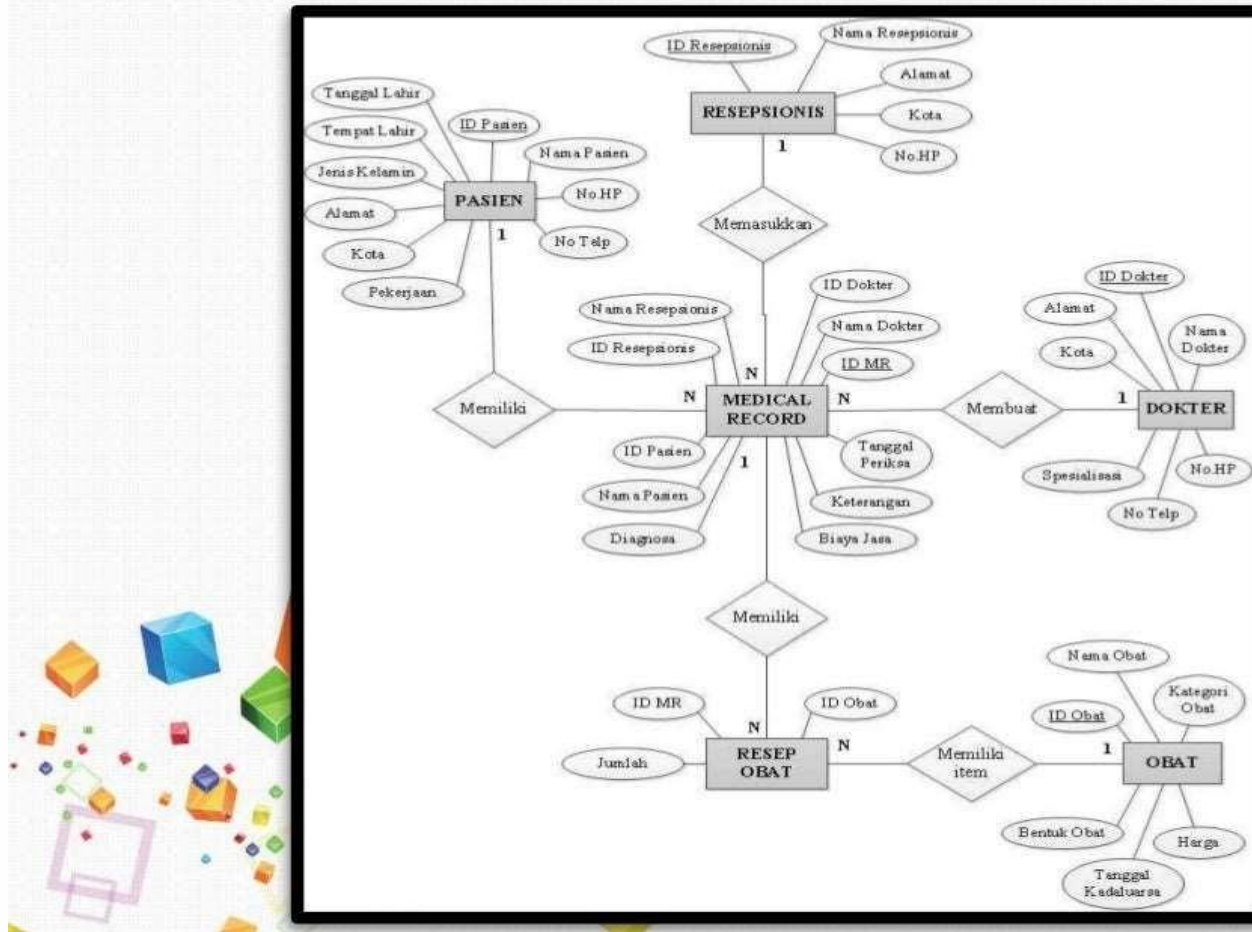 ID Resepsionis
Nama Resepsionis
Alamat
Kota
No.HP
RESEPSIONIS
1
Tanggal Lahir
Tempat Lahir
Jenis Kelamin
Alamat
Kota
Pekerjaan
ID Pasien
Nama Pasien
No.HP
No Telp
PASIEN
1
Memasukkan
Memiliki
N
Nama Resepsionis
ID Resepsionis
ID Dokter
Nama Dokter
ID MR
N
MEDICAL
RECORD
N
1
ID Pasien
Nama Pasien
Diagnosa
Tanggal
Periksa
Keterangan
Biaya Jasa
Membuat
1
ID Dokter
Alamat
Kota
Nama
Dokter
DOKTER
Spesialisasi
No Telp
No.HP
Memiliki
N
ID MR
ID Obat
Jumlah
RESEP
OBAT
N
Memiliki
item
1
Nama Obat
Kategori
Obat
ID Obat
OBAT
Bentuk Obat
Tanggal
Kadaluarsa
Harga